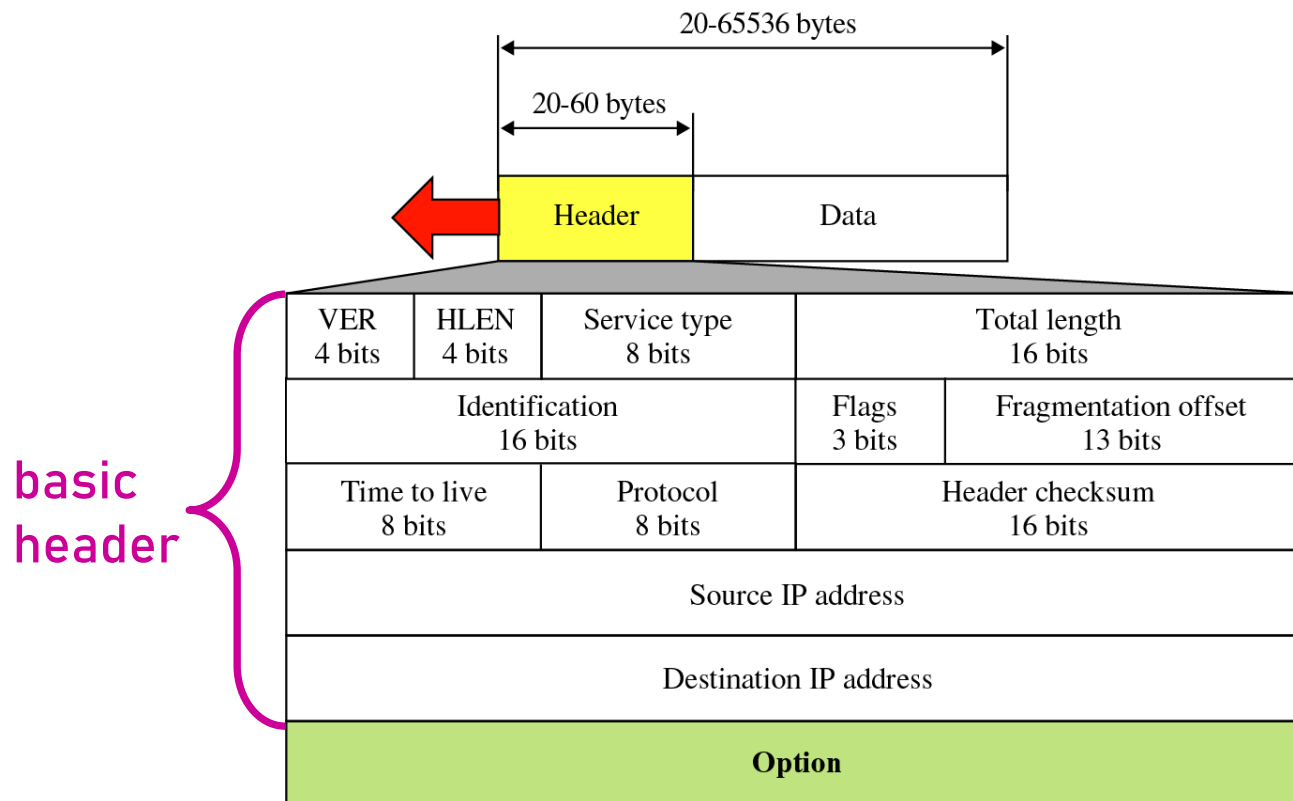 20-65536 bytes
20-60 bytes
Header
Data
VER
4 bits
HLEN
4 bits
Service type
8 bits
Total length
16 bits
Identification
16 bits
Flags
3 bits
Fragmentation offset
13 bits
basic
header
Time to live
8 bits
Protocol
8 bits
Header checksum
16 bits
Source IP address
Destination IP address
Option